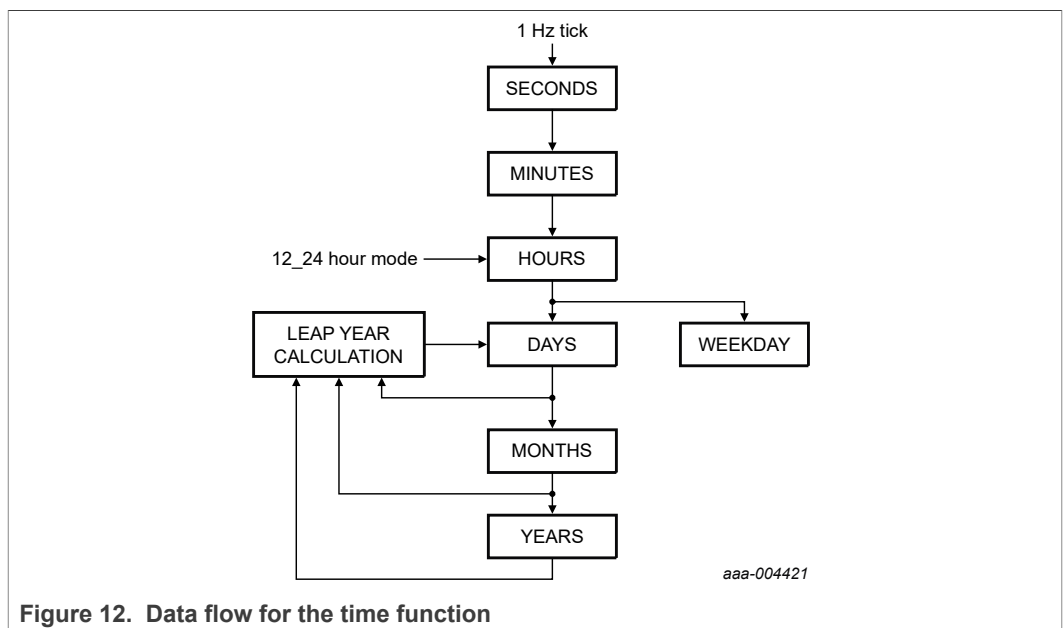 1 Hz tick
SECONDS
MINUTES
12_24 hour mode
HOURS
LEAP YEAR
CALCULATION
DAYS
WEEKDAY
MONTHS
YEARS
aaa-004421
Figure 12. Data flow for the time function